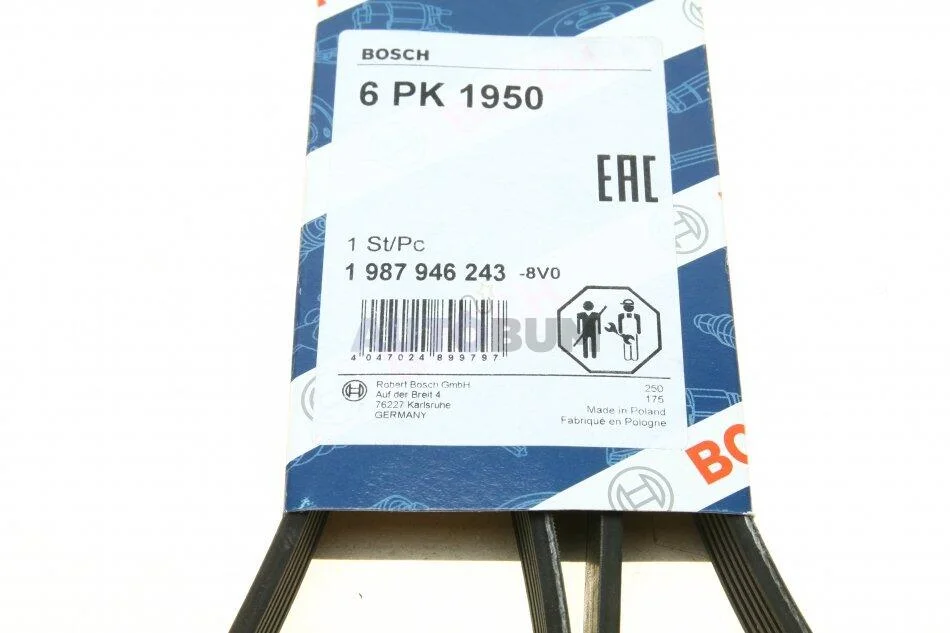 BOSCH
6 PK 1950
EAC
1 St/Pc
1 987 946 243 -8V0
AUTOBUM
4 047024 899797
Robert Bosch GmbH
Auf der Breit 4
76227 Karlsruhe
GERMANY
250
175
Made in Poland
Fabriqué en Pologne